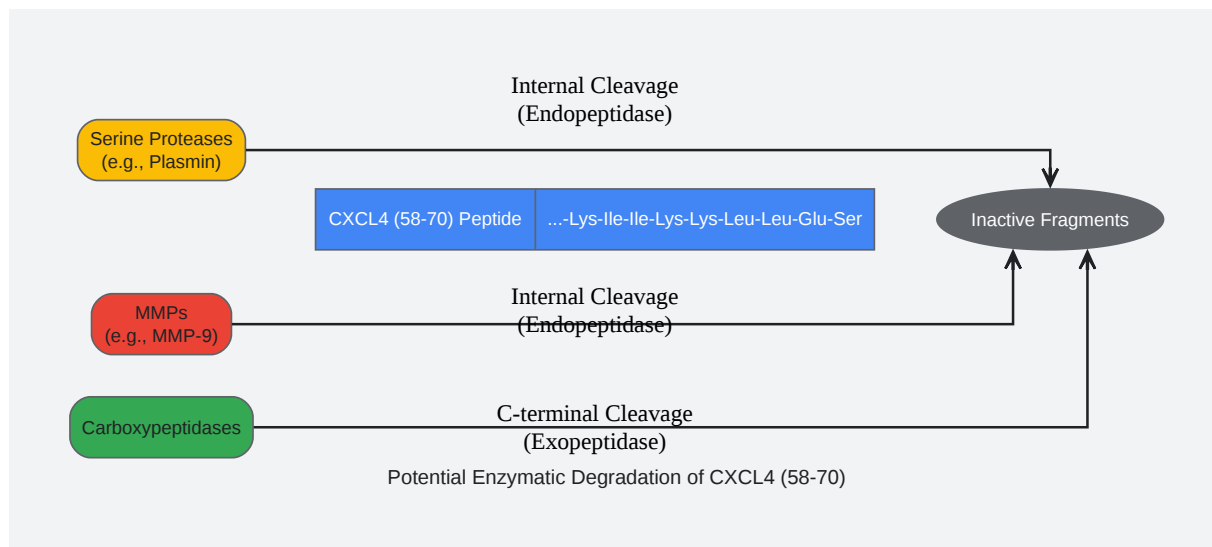 Internal Cleavage
(Endopeptidase)
Serine Proteases
(e.g., Plasmin)
CXCL4 (58-70) Peptide
...-Lys-Ile-Ile-Lys-Lys-Leu-Leu-Glu-Ser
Inactive Fragments
Internal Cleavage
(Endopeptidase)
MMPs
(e.g., MMP-9)
C-terminal Cleavage
(Exopeptidase)
Carboxypeptidases
Potential Enzymatic Degradation of CXCL4 (58-70)